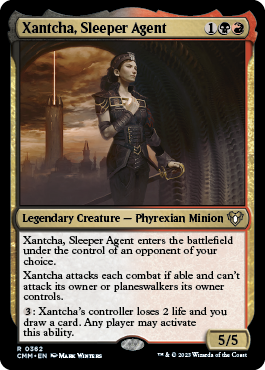 Xantcha, Sleeper Agent 1BR
Legendary Creature — Phyrexian Minion
Xantcha, Sleeper Agent enters the battlefield
under the control of an opponent of your
choice.
Xantcha attacks each combat if able and can't
attack its owner or planeswalkers its owner
controls.
3: Xantcha's controller loses 2 life and you
draw a card. Any player may activate
this ability.
5/5
R 0362
CMM • EN Mark Winters
™ & © 2023 Wizards of the Coast